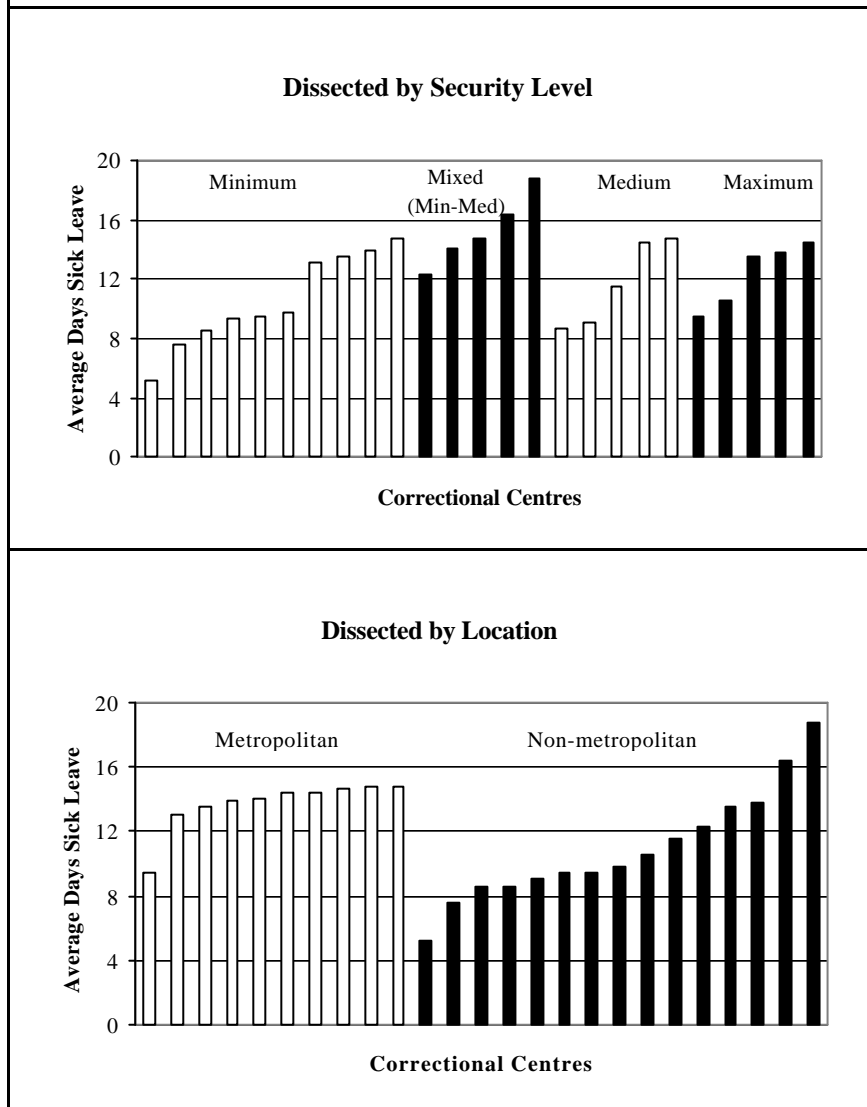 Dissected by Security Level
20
16
12
8
4
0
Average Days Sick Leave
Minimum
Mixed
(Min-Med)
Medium
Maximum
Correctional Centres
Dissected by Location
20
16
12
8
4
0
Average Days Sick Leave
Metropolitan
Non-metropolitan
Correctional Centres